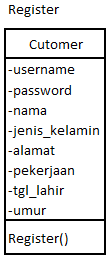 Register
Cutomer
-username
-password
-nama
-jenis_kelamin
-alamat
-pekerjaan
-tgl_lahir
-umur
Register()